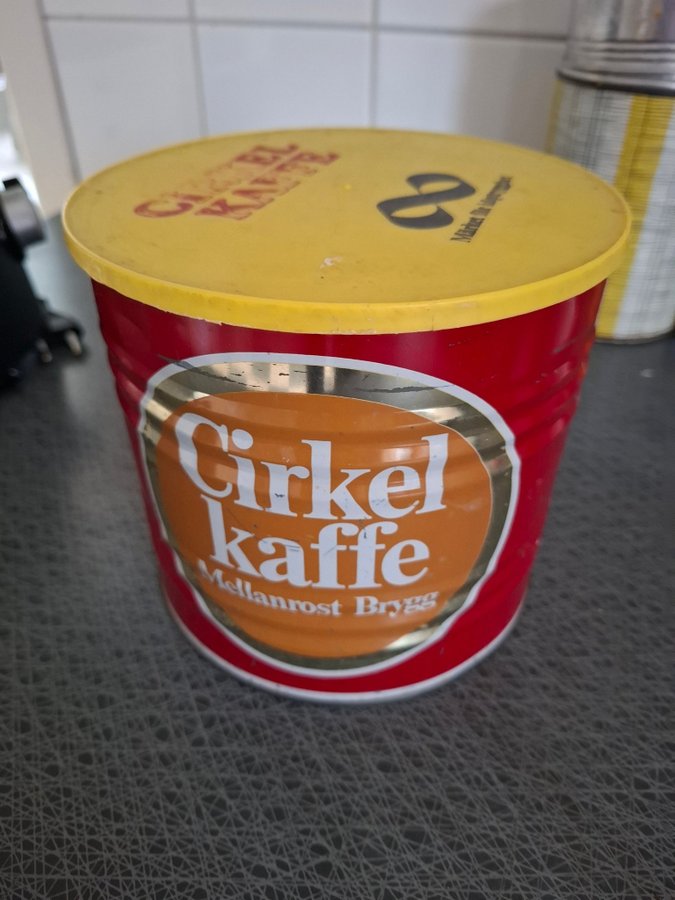 CIRKEL
KAFFE
Cirkel
kaffe
Mellanrost Brygg